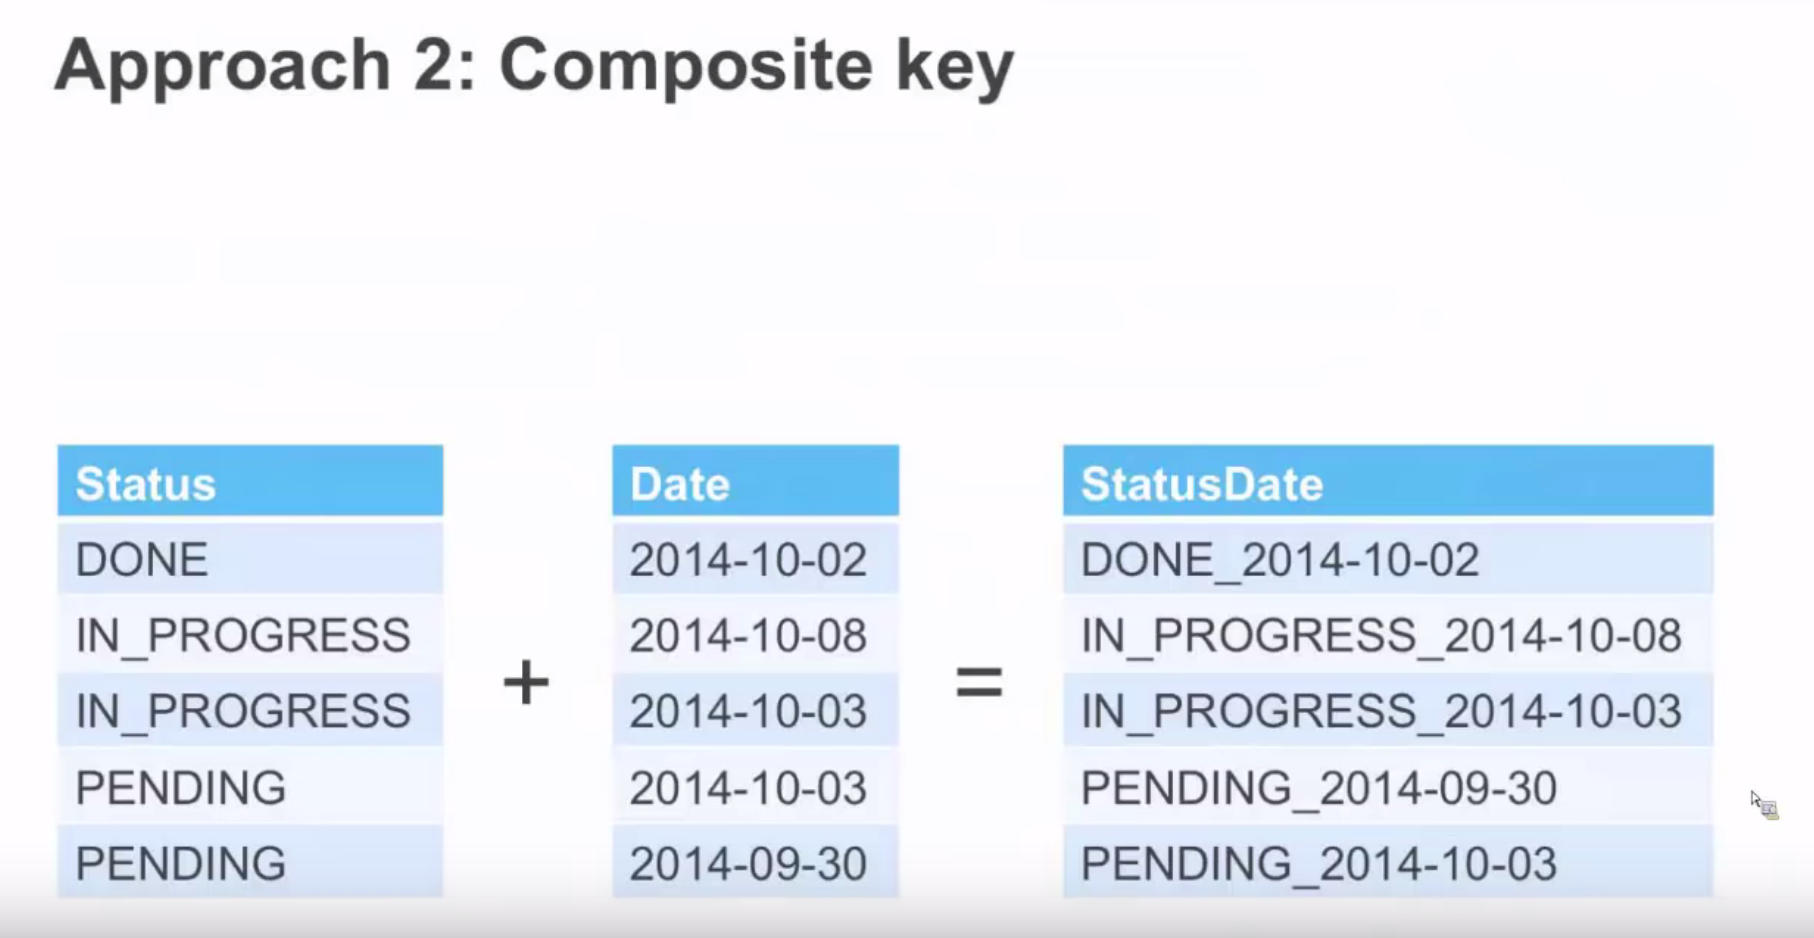 Approach 2: Composite key
Status Date StatusDate
DONE 2014-10-02 DONE_2014-10-02
IN_PROGRESS 2014-10-08 IN_PROGRESS_2014-10-08
+ =
IN_PROGRESS 2014-10-03 IN_PROGRESS_2014-10-03
PENDING 2014-10-03 PENDING_2014-09-30
PENDING 2014-09-30 PENDING_2014-10-03